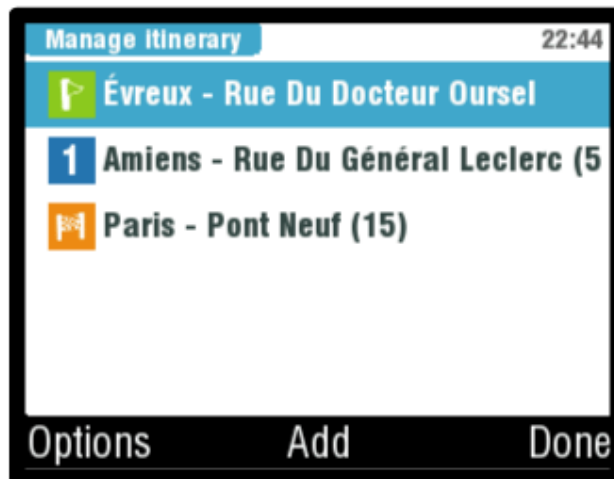 Manage itinerary 22:44
Évreux - Rue Du Docteur Oursel
1 Amiens - Rue Du Général Leclerc (5
Paris - Pont Neuf (15)
Options Add Done